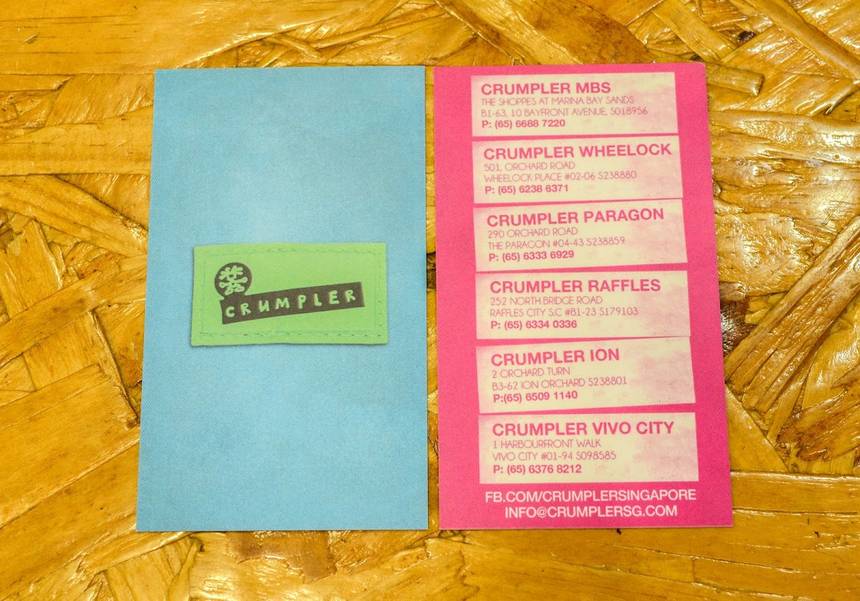 CRUMPLER
CRUMPLER MBS
THE SHOPPES AT MARINA BAY SANDS
B1-63, 10 BAYFRONT AVENUE, S018956
P: (65) 6688 7220
CRUMPLER WHEELOCK
501, ORCHARD ROAD
WHEELOCK PLACE #02-06 S238880
P: (65) 6238 6371
CRUMPLER PARAGON
290 ORCHARD ROAD
THE PARAGON #04-43 S238859
P: (65) 6333 6929
CRUMPLER RAFFLES
252 NORTH BRIDGE ROAD
RAFFLES CITY S.C #B1-23 S179103
P: (65) 6334 0336
CRUMPLER ION
2 ORCHARD TURN
B3-62 ION ORCHARD S238801
P:(65) 6509 1140
CRUMPLER VIVO CITY
1 HARBOURFRONT WALK
VIVO CITY #01-94 S098585
P: (65) 6376 8212
FB.COM/CRUMPLERSINGAPORE
INFO@CRUMPLERSG.COM